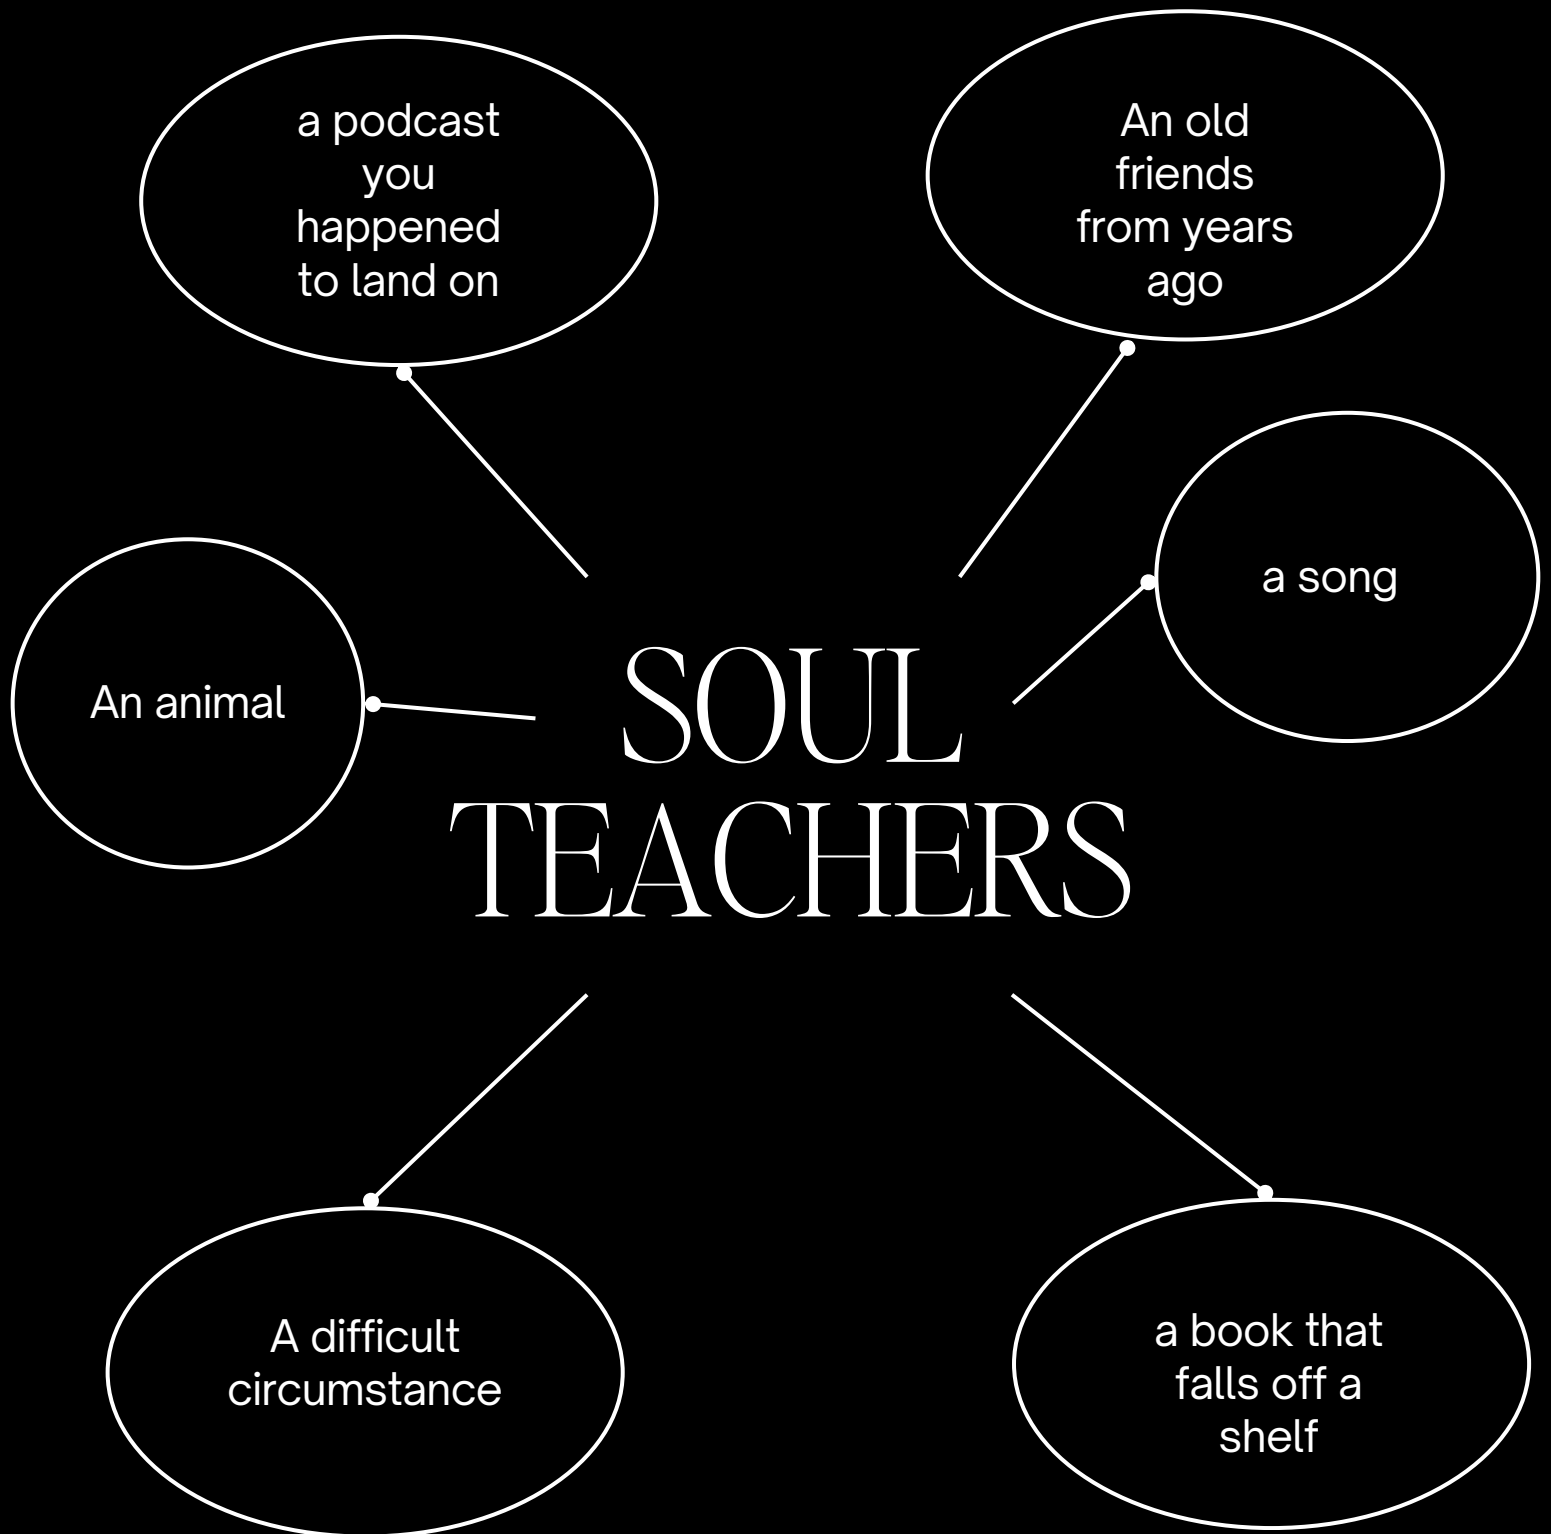 a podcast
you
happened
to land on
An old
friends
from years
ago
a song
An animal
SOUL
TEACHERS
A difficult
circumstance
a book that
falls off a
shelf